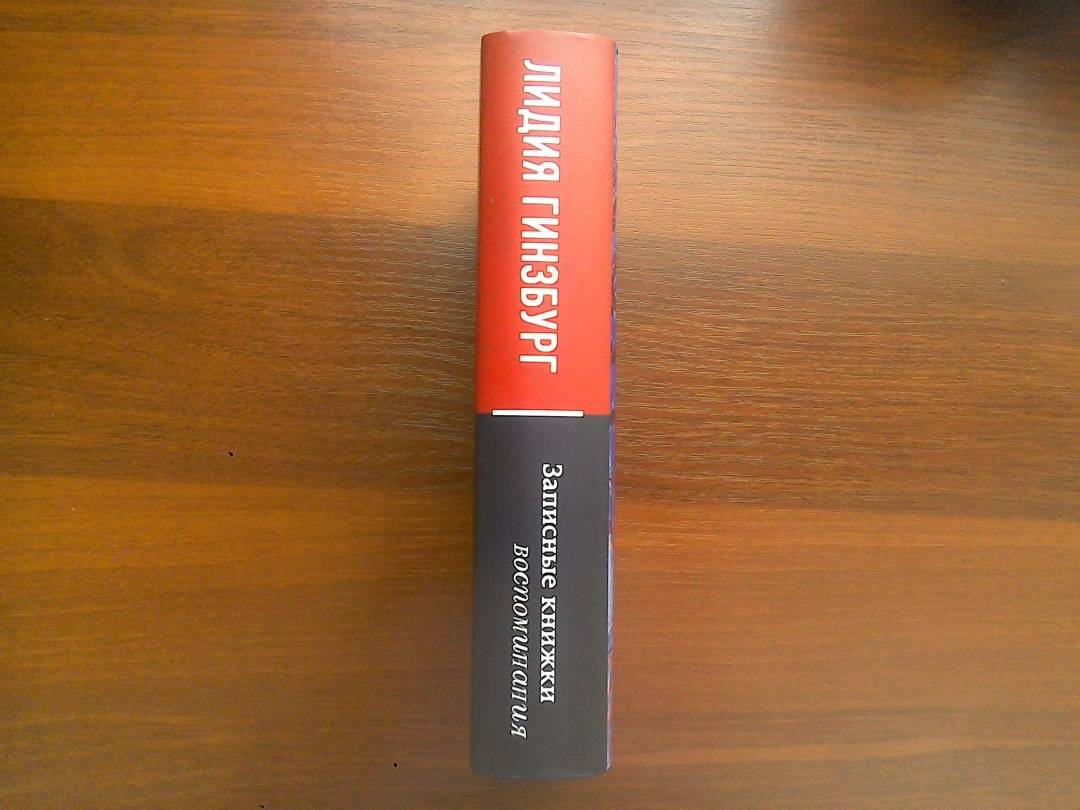 ЛИДИЯ ГИНЗБУРГ
Записные книжки
воспоминания